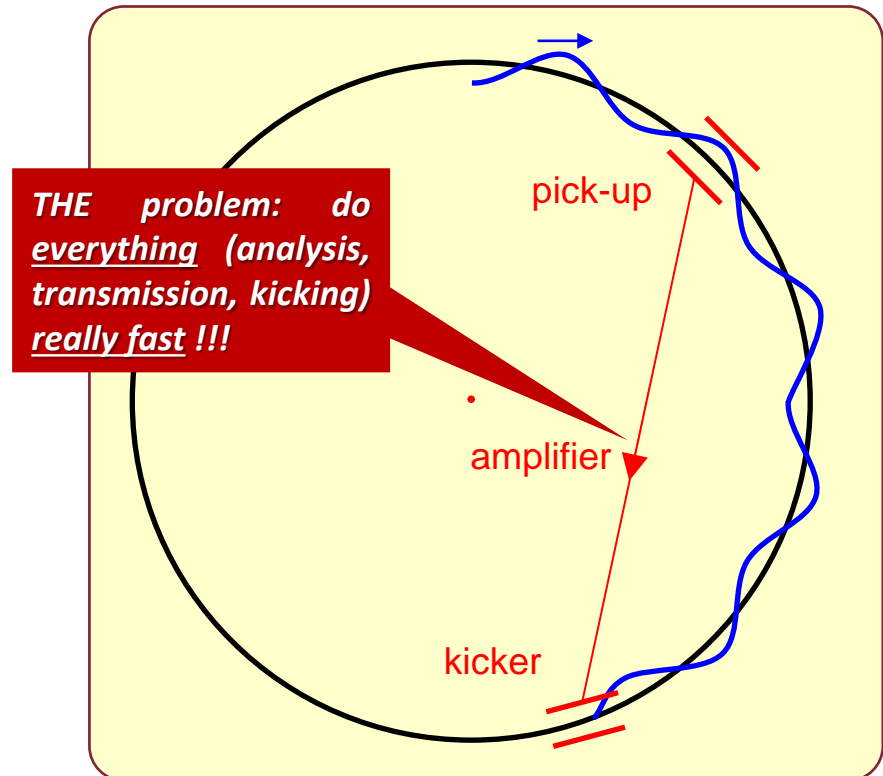 pick-up
THE problem: do
everything (analysis,
transmission, kicking)
really fast !!!
amplifier
kicker